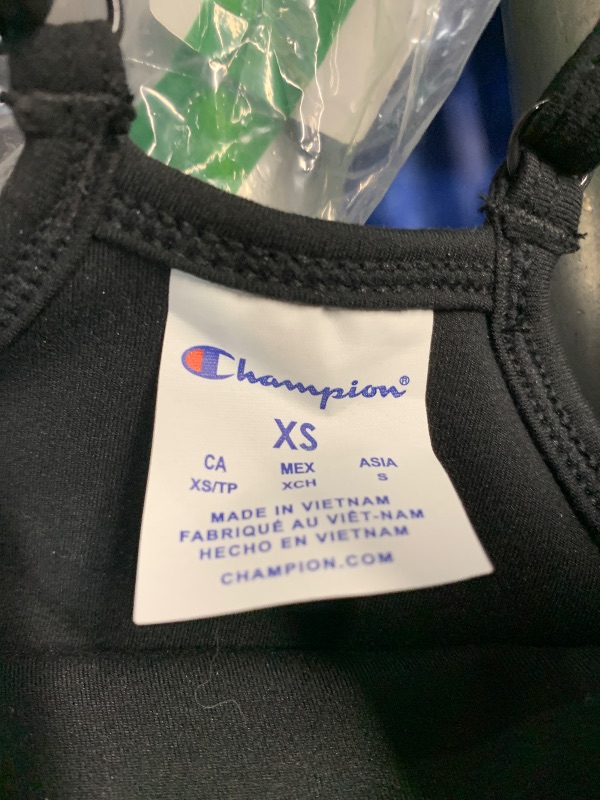 Champion®
XS
CA MEX ASIA
XS/TP XCH S
MADE IN VIETNAM
FABRIQUÉ AU VIÊT-NAM
HECHO EN VIETNAM
CHAMPION.COM